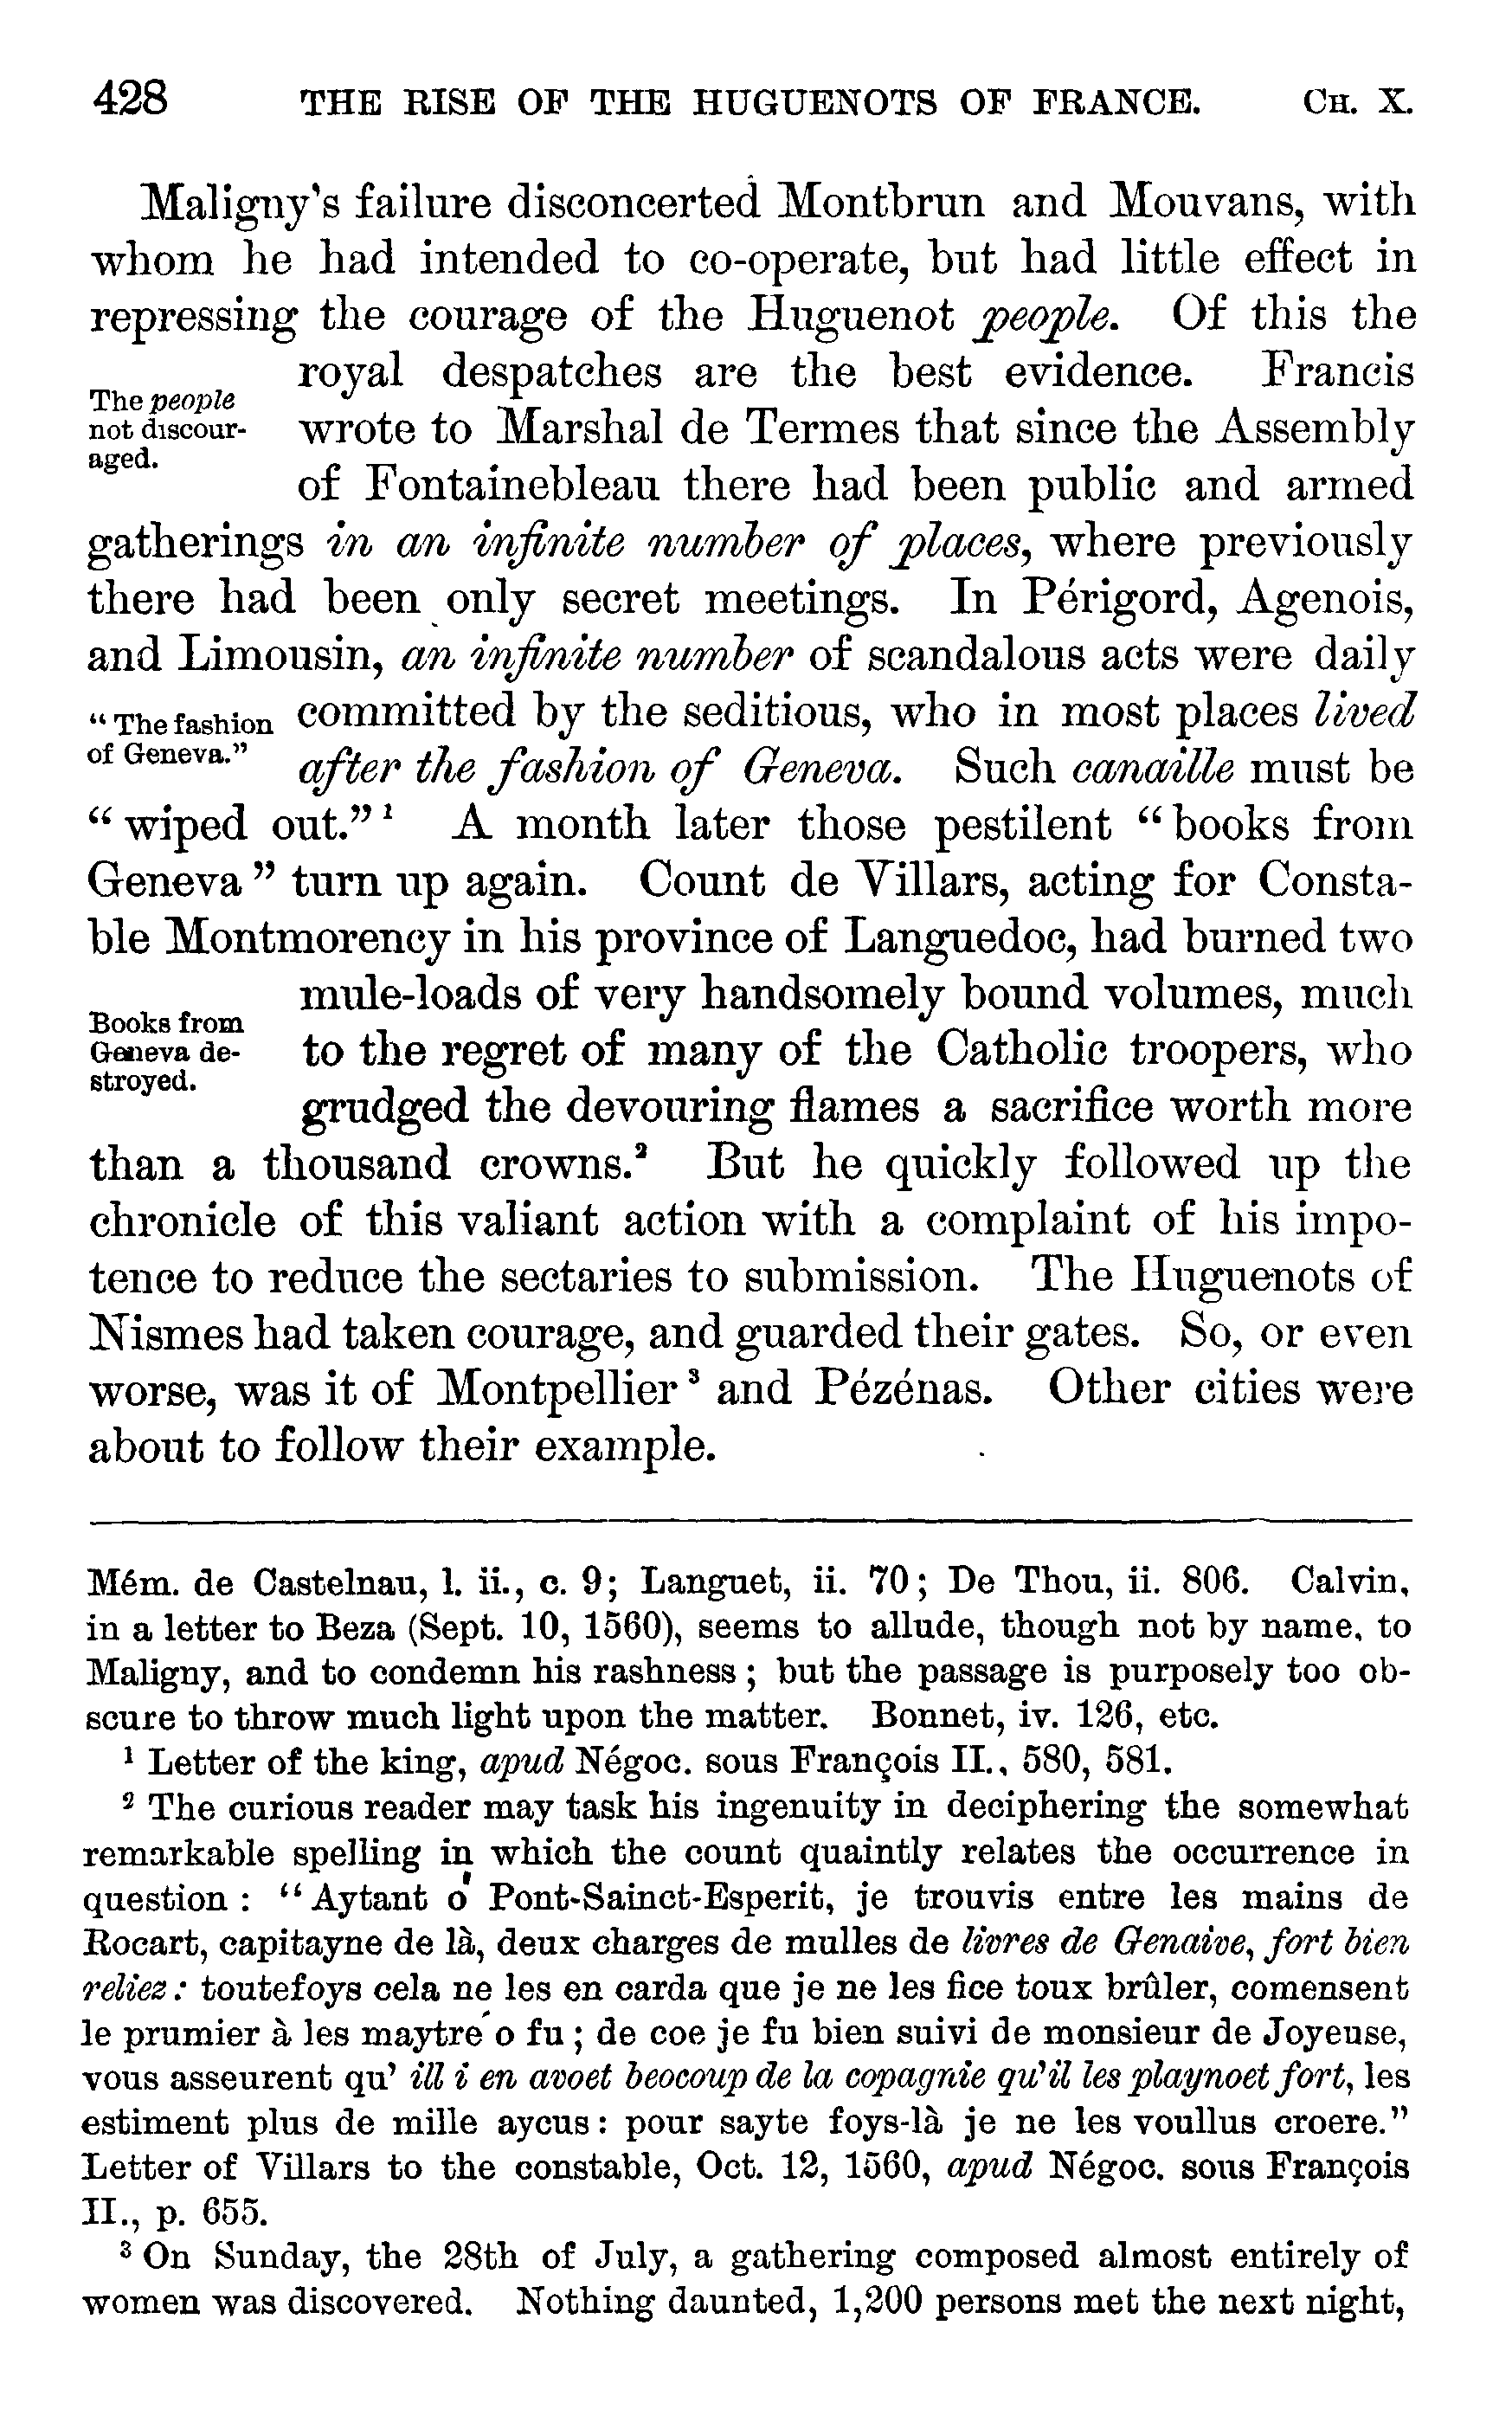 428 THE RISE OF THE HUGUENOTS OF FRANCE. CH. X.
Maligny's failure disconcerted Montbrun and Mouvans, with
whom he had intended to co-operate, but had little effect in
repressing the courage of the Huguenot people. Of this the
The people
not discour-
aged.
royal despatches are the best evidence. Francis
wrote to Marshal de Termes that since the Assembly
of Fontainebleau there had been public and armed
gatherings in an infinite number of places, where previously
there had been only secret meetings. In Périgord, Agenois,
and Limousin, an infinite number of scandalous acts were daily
"The fashion
of Geneva."
committed by the seditious, who in most places lived
after the fashion of Geneva. Such canaille must be
"wiped out."¹ A month later those pestilent "books from
Geneva" turn up again. Count de Villars, acting for Consta-
ble Montmorency in his province of Languedoc, had burned two
Books from
Geneva de-
stroyed.
mule-loads of very handsomely bound volumes, much
to the regret of many of the Catholic troopers, who
grudged the devouring flames a sacrifice worth more
than a thousand crowns.² But he quickly followed up the
chronicle of this valiant action with a complaint of his impo-
tence to reduce the sectaries to submission. The Huguenots of
Nismes had taken courage, and guarded their gates. So, or even
worse, was it of Montpellier³ and Pézénas. Other cities were
about to follow their example.
Mém. de Castelnau, l. ii., c. 9; Languet, ii. 70; De Thou, ii. 806. Calvin,
in a letter to Beza (Sept. 10, 1560), seems to allude, though not by name, to
Maligny, and to condemn his rashness; but the passage is purposely too ob-
scure to throw much light upon the matter. Bonnet, iv. 126, etc.
¹ Letter of the king, apud Négoc. sous François II., 580, 581.
² The curious reader may task his ingenuity in deciphering the somewhat
remarkable spelling in which the count quaintly relates the occurrence in
question: "Aytant o' Pont-Sainct-Esperit, je trouvis entre les mains de
Rocart, capitayne de là, deux charges de mulles de livres de Genaive, fort bien
reliez: toutefoys cela ne les en carda que je ne les fice toux brûler, comensent
le prumier à les maytre o fu; de coe je fu bien suivi de monsieur de Joyeuse,
vous asseurent qu' ill i en avoet beocoup de la copagnie qu'il les playnoet fort, les
estiment plus de mille aycus: pour sayte foys-là je ne les voullus croere."
Letter of Villars to the constable, Oct. 12, 1560, apud Négoc. sous François
II., p. 655.
³ On Sunday, the 28th of July, a gathering composed almost entirely of
women was discovered. Nothing daunted, 1,200 persons met the next night,